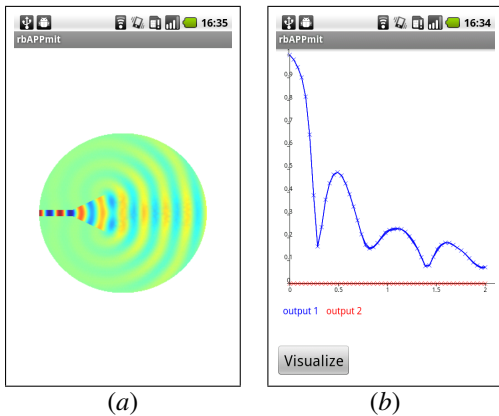 16:35
rbAPPmit
(a)
16:34
rbAPPmit
0,9
0,8
0,7
0,6
0,5
0,4
0,3
0,2
0,1
0
0 0.5 1 1.5 2
output 1 output 2
Visualize
(b)